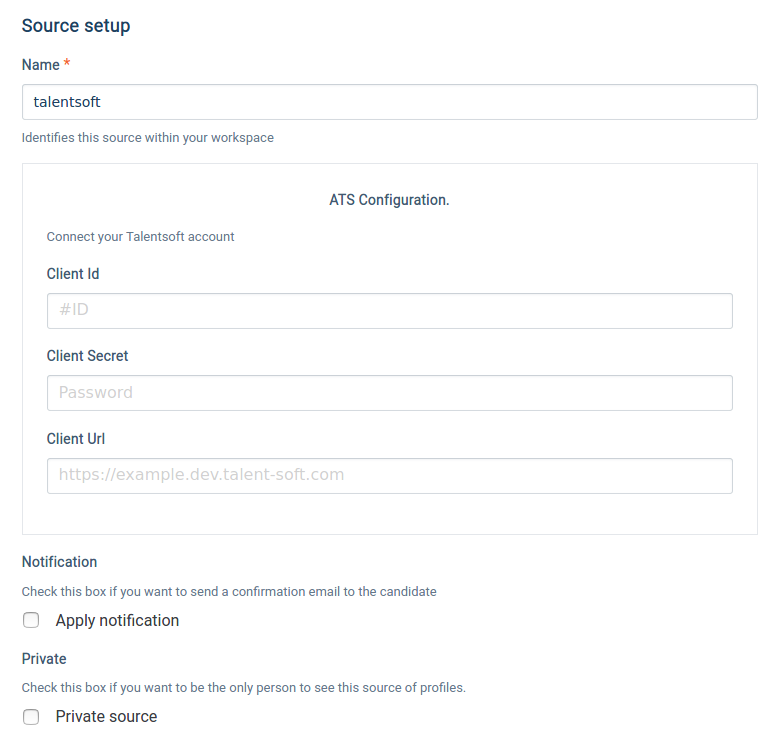 Source setup
Name *
talentsoft
Identifies this source within your workspace
ATS Configuration.
Connect your Talentsoft account
Client Id
#ID
Client Secret
Password
Client Url
https://example.dev.talent-soft.com
Notification
Check this box if you want to send a confirmation email to the candidate
Apply notification
Private
Check this box if you want to be the only person to see this source of profiles.
Private source